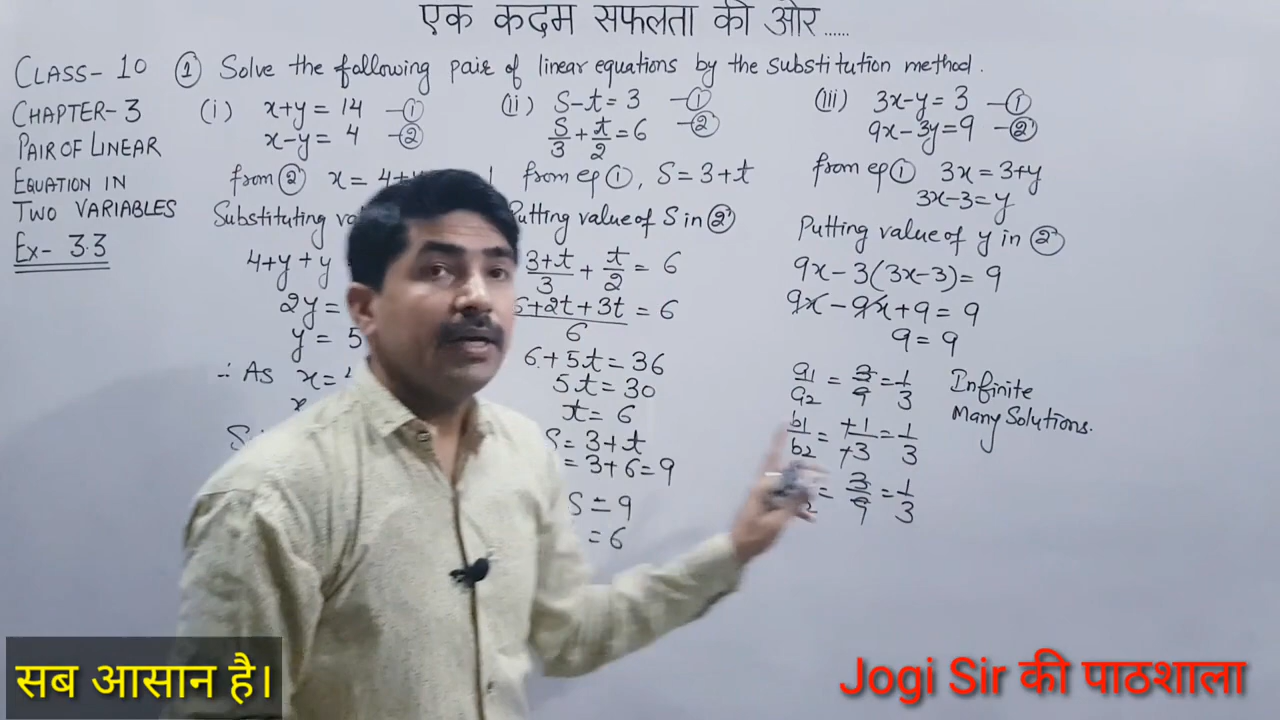 एक कदम सफलता की ओर......
CLASS- 10
CHAPTER- 3
PAIR OF LINEAR
EQUATION IN
TWO VARIABLES
Ex- 3.3
① Solve the following pair of linear equations by the substitution method.
(i) x+y = 14 —①
x-y = 4 —②
from ② x = 4+y
Substituting
4+y+y
2y =
y = 5
∴ As x=
(ii) S-t = 3 —①
S/3 + t/2 = 6 —②
from eq ①, S = 3+t
Putting value of S in ②
3+t/3 + t/2 = 6
6+2t+3t/6 = 6
6+5t = 36
5t = 30
t = 6
S = 3+t
= 3+6 = 9
S = 9
= 6
(iii) 3x-y = 3 —①
9x-3y = 9 —②
from eq ① 3x = 3+y
3x-3 = y
Putting value of y in ②
9x - 3(3x-3) = 9
9x - 9x + 9 = 9
9 = 9
a1/a2 = 3/9 = 1/3
b1/b2 = +1/+3 = 1/3
= 3/9 = 1/3
Infinite
Many Solutions.
सब आसान है।
Jogi Sir की पाठशाला